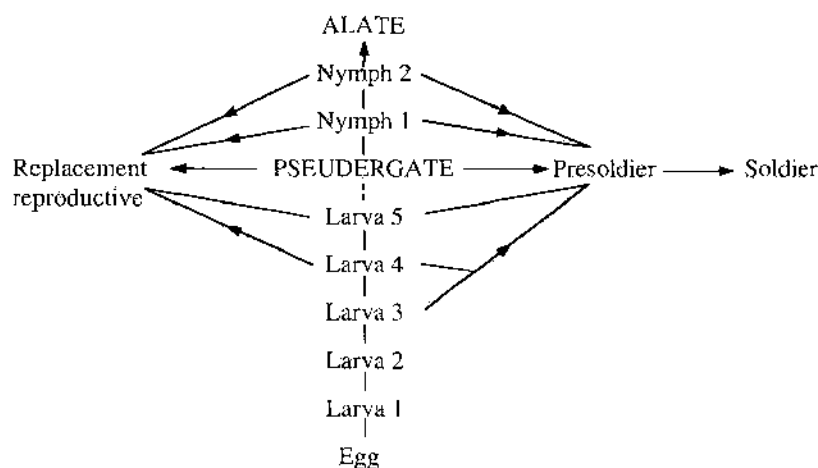 ALATE
Nymph 2
Nymph 1
Replacement
reproductive
PSEUDERGATE
Presoldier
Soldier
Larva 5
Larva 4
Larva 3
Larva 2
Larva 1
Egg